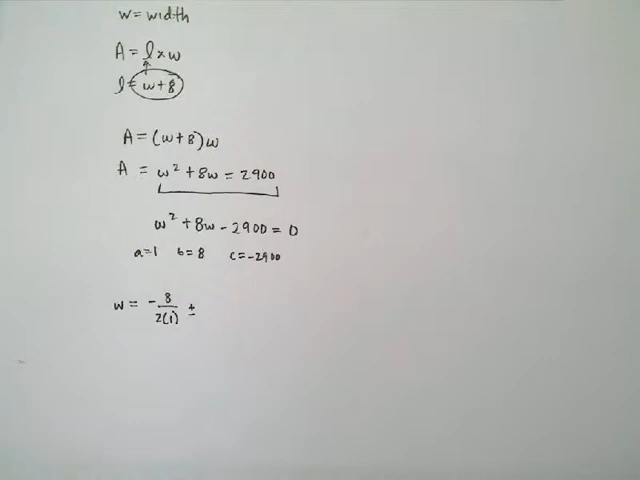 w = width
A = l × w
l = w + 8
A = (w + 8) w
A = w² + 8w = 2900
w² + 8w - 2900 = 0
a = 1 b = 8 c = -2900
w = - 8/2(1) ±